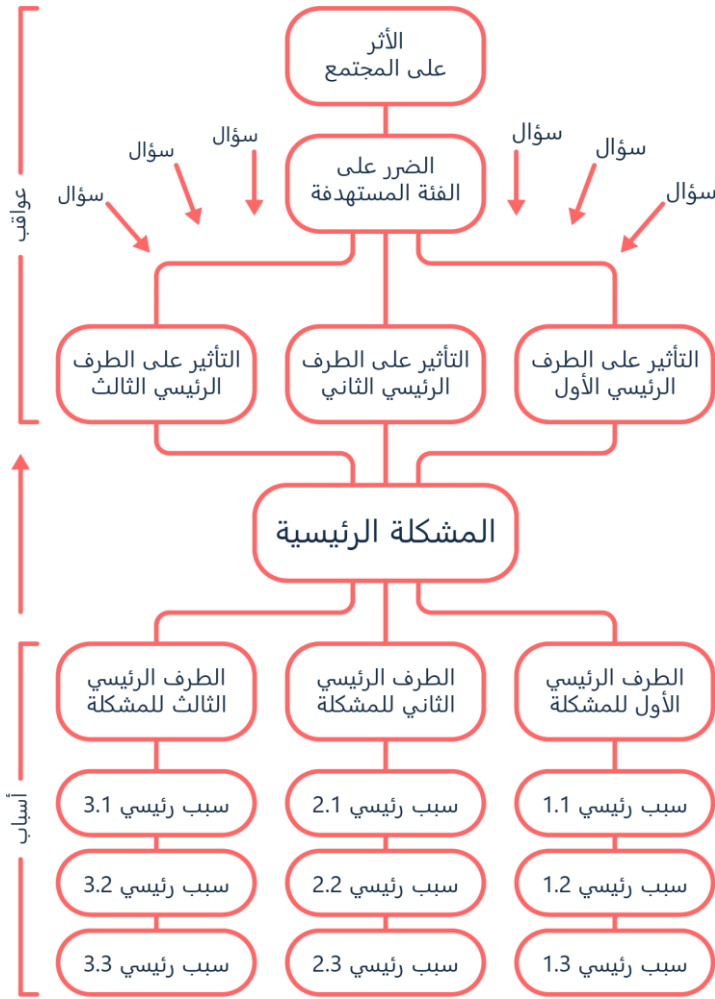 الأثر
على المجتمع
سؤال
سؤال
سؤال
الضرر على
الفئة المستهدفة
سؤال
سؤال
سؤال
عواقب
التأثير على الطرف
الرئيسي الأول
التأثير على الطرف
الرئيسي الثاني
التأثير على الطرف
الرئيسي الثالث
المشكلة الرئيسية
الطرف الرئيسي
الأول للمشكلة
الطرف الرئيسي
الثاني للمشكلة
الطرف الرئيسي
الثالث للمشكلة
أسباب
سبب رئيسي 1.1
سبب رئيسي 2.1
سبب رئيسي 3.1
سبب رئيسي 1.2
سبب رئيسي 2.2
سبب رئيسي 3.2
سبب رئيسي 1.3
سبب رئيسي 2.3
سبب رئيسي 3.3